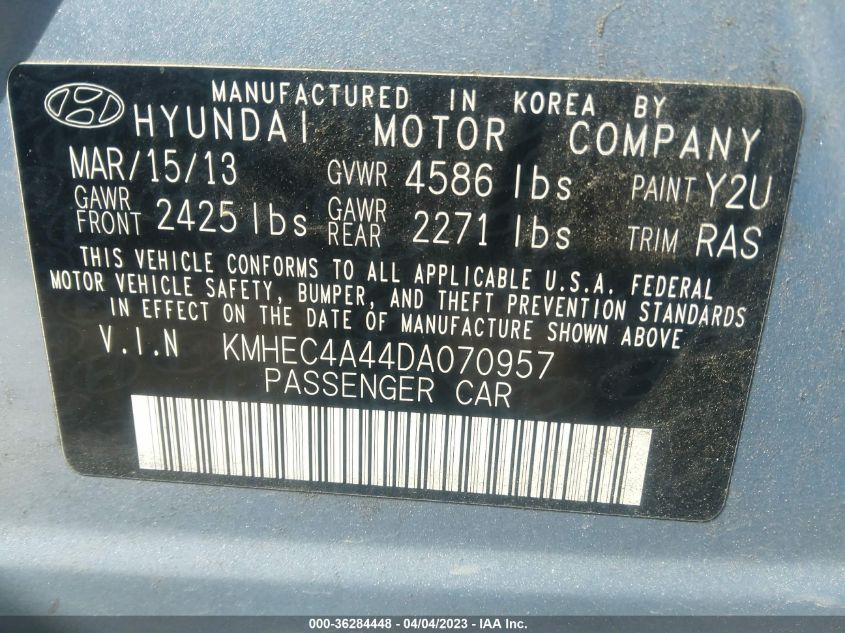 MANUFACTURED IN KOREA BY
HYUNDAI MOTOR COMPANY
MAR/15/13 GVWR 4586 lbs PAINT Y2U
GAWR FRONT 2425 lbs GAWR REAR 2271 lbs TRIM RAS
THIS VEHICLE CONFORMS TO ALL APPLICABLE U.S.A. FEDERAL
MOTOR VEHICLE SAFETY, BUMPER, AND THEFT PREVENTION STANDARDS
IN EFFECT ON THE DATE OF MANUFACTURE SHOWN ABOVE
V.I.N KMHEC4A44DA070957
PASSENGER CAR
000-36284448 - 04/04/2023 - IAA Inc.